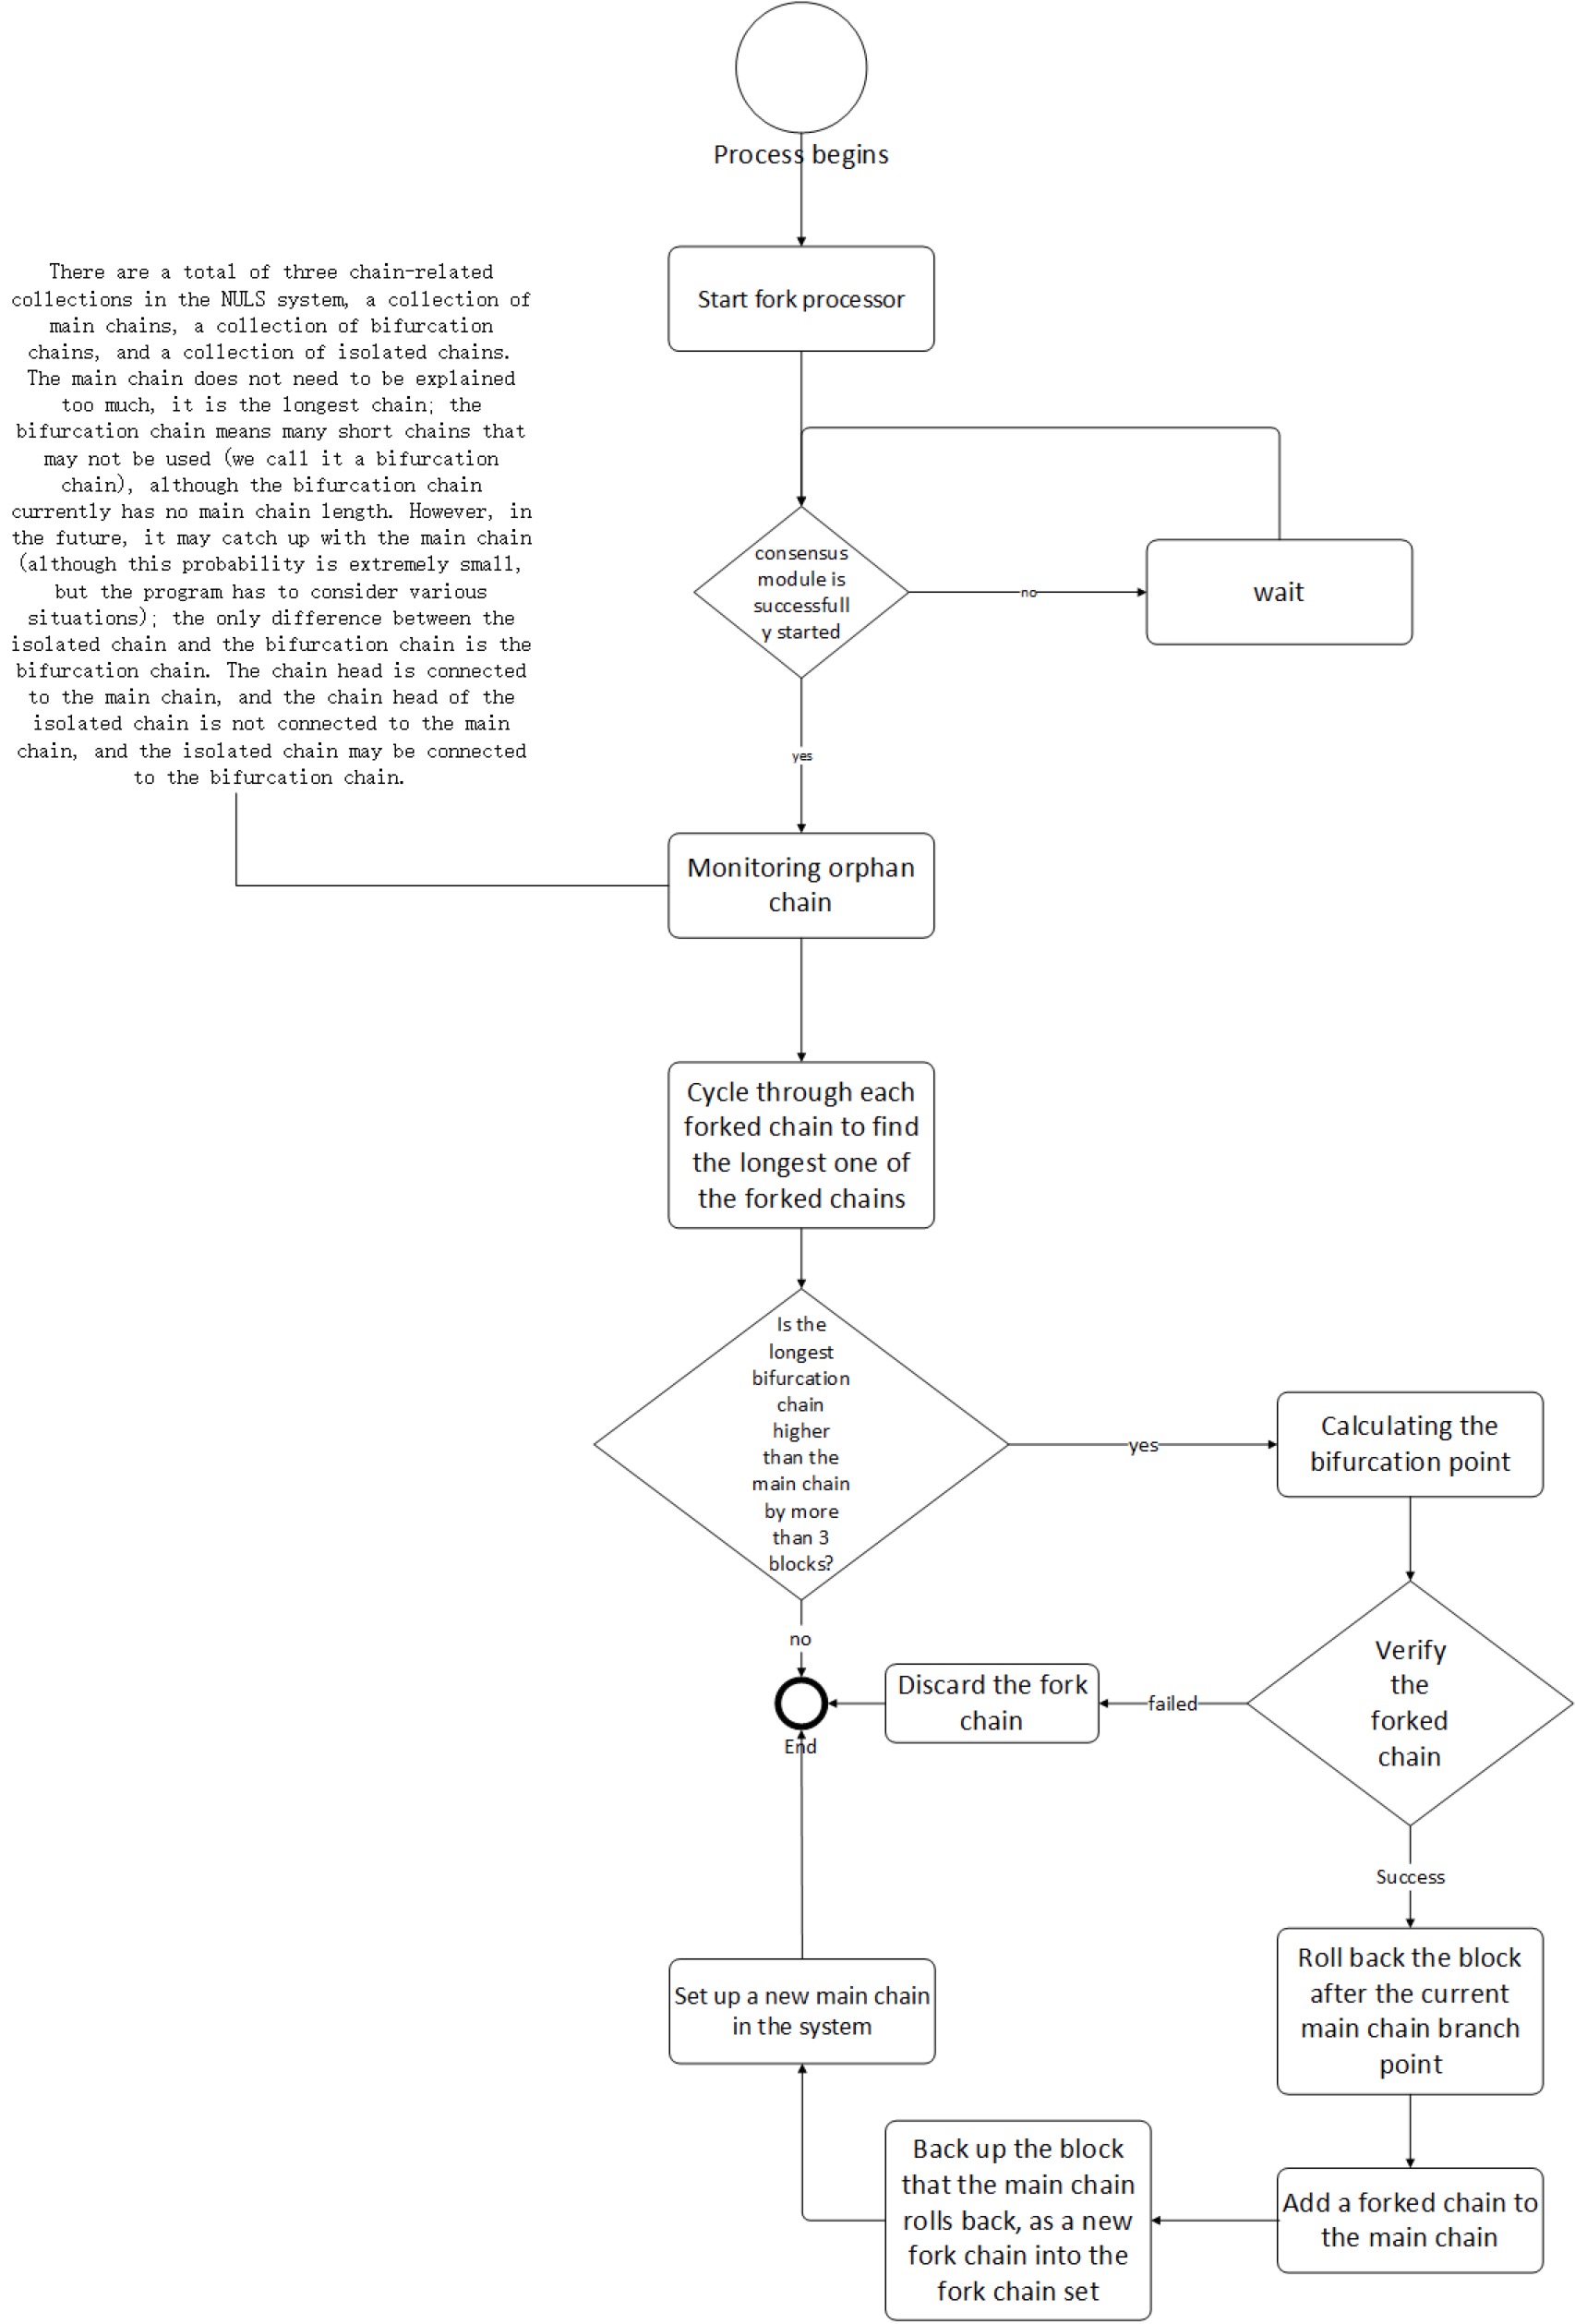 Process begins
Start fork processor
There are a total of three chain-related
collections in the NULS system, a collection of
main chains, a collection of bifurcation
chains, and a collection of isolated chains.
The main chain does not need to be explained
too much, it is the longest chain; the
bifurcation chain means many short chains that
may not be used (we call it a bifurcation
chain), although the bifurcation chain
currently has no main chain length. However, in
the future, it may catch up with the main chain
(although this probability is extremely small,
but the program has to consider various
situations); the only difference between the
isolated chain and the bifurcation chain is the
bifurcation chain. The chain head is connected
to the main chain, and the chain head of the
isolated chain is not connected to the main
chain, and the isolated chain may be connected
to the bifurcation chain.
consensus
module is
successfull
y started
no
wait
yes
Monitoring orphan
chain
Cycle through each
forked chain to find
the longest one of
the forked chains
Is the
longest
bifurcation
chain
higher
than the
main chain
by more
than 3
blocks?
yes
Calculating the
bifurcation point
no
End
Discard the fork
chain
failed
Verify
the
forked
chain
Success
Roll back the block
after the current
main chain branch
point
Add a forked chain to
the main chain
Back up the block
that the main chain
rolls back, as a new
fork chain into the
fork chain set
Set up a new main chain
in the system